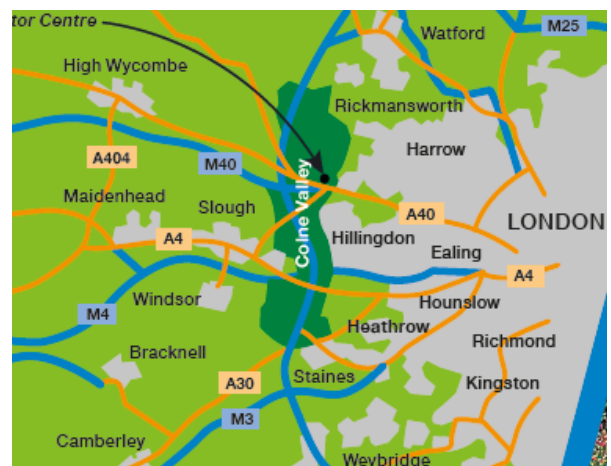 tor Centre
Watford
M25
High Wycombe
Rickmansworth
Harrow
A404
M40
Maidenhead
Slough
Colne Valley
A40
LONDON
A4
Hillingdon
Ealing
A4
Windsor
Hounslow
M4
Heathrow
Richmond
Bracknell
Staines
Kingston
A30
M3
Camberley
Weybridge